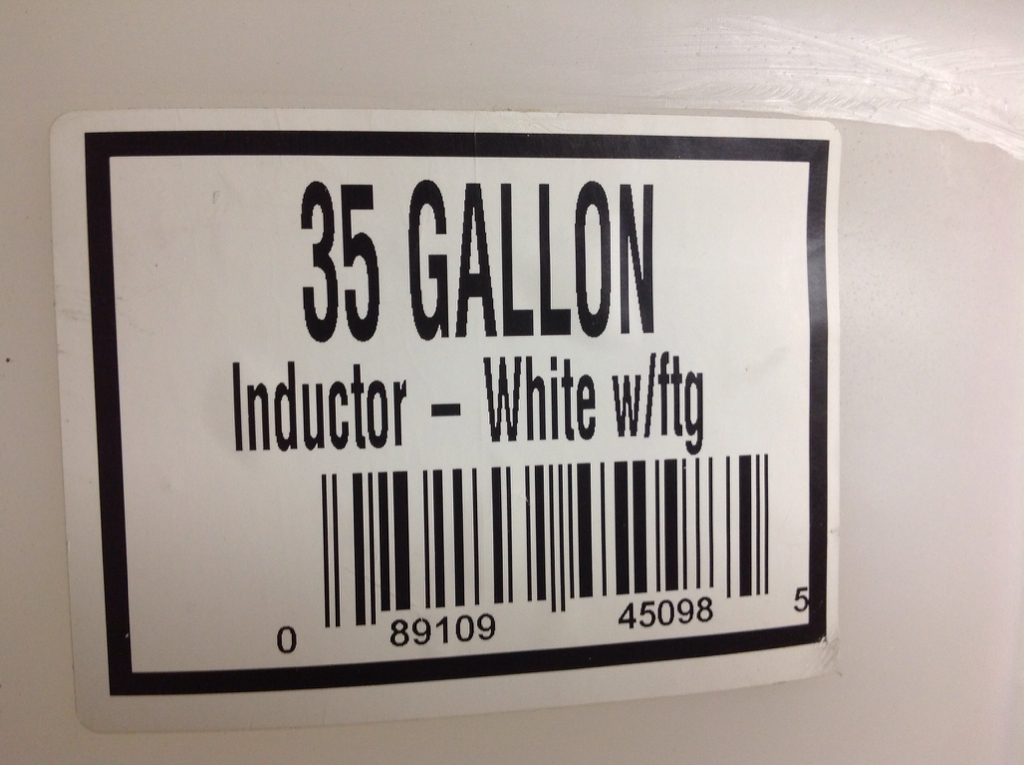 35 GALLON
Inductor – White w/ftg
0 89109 45098 5